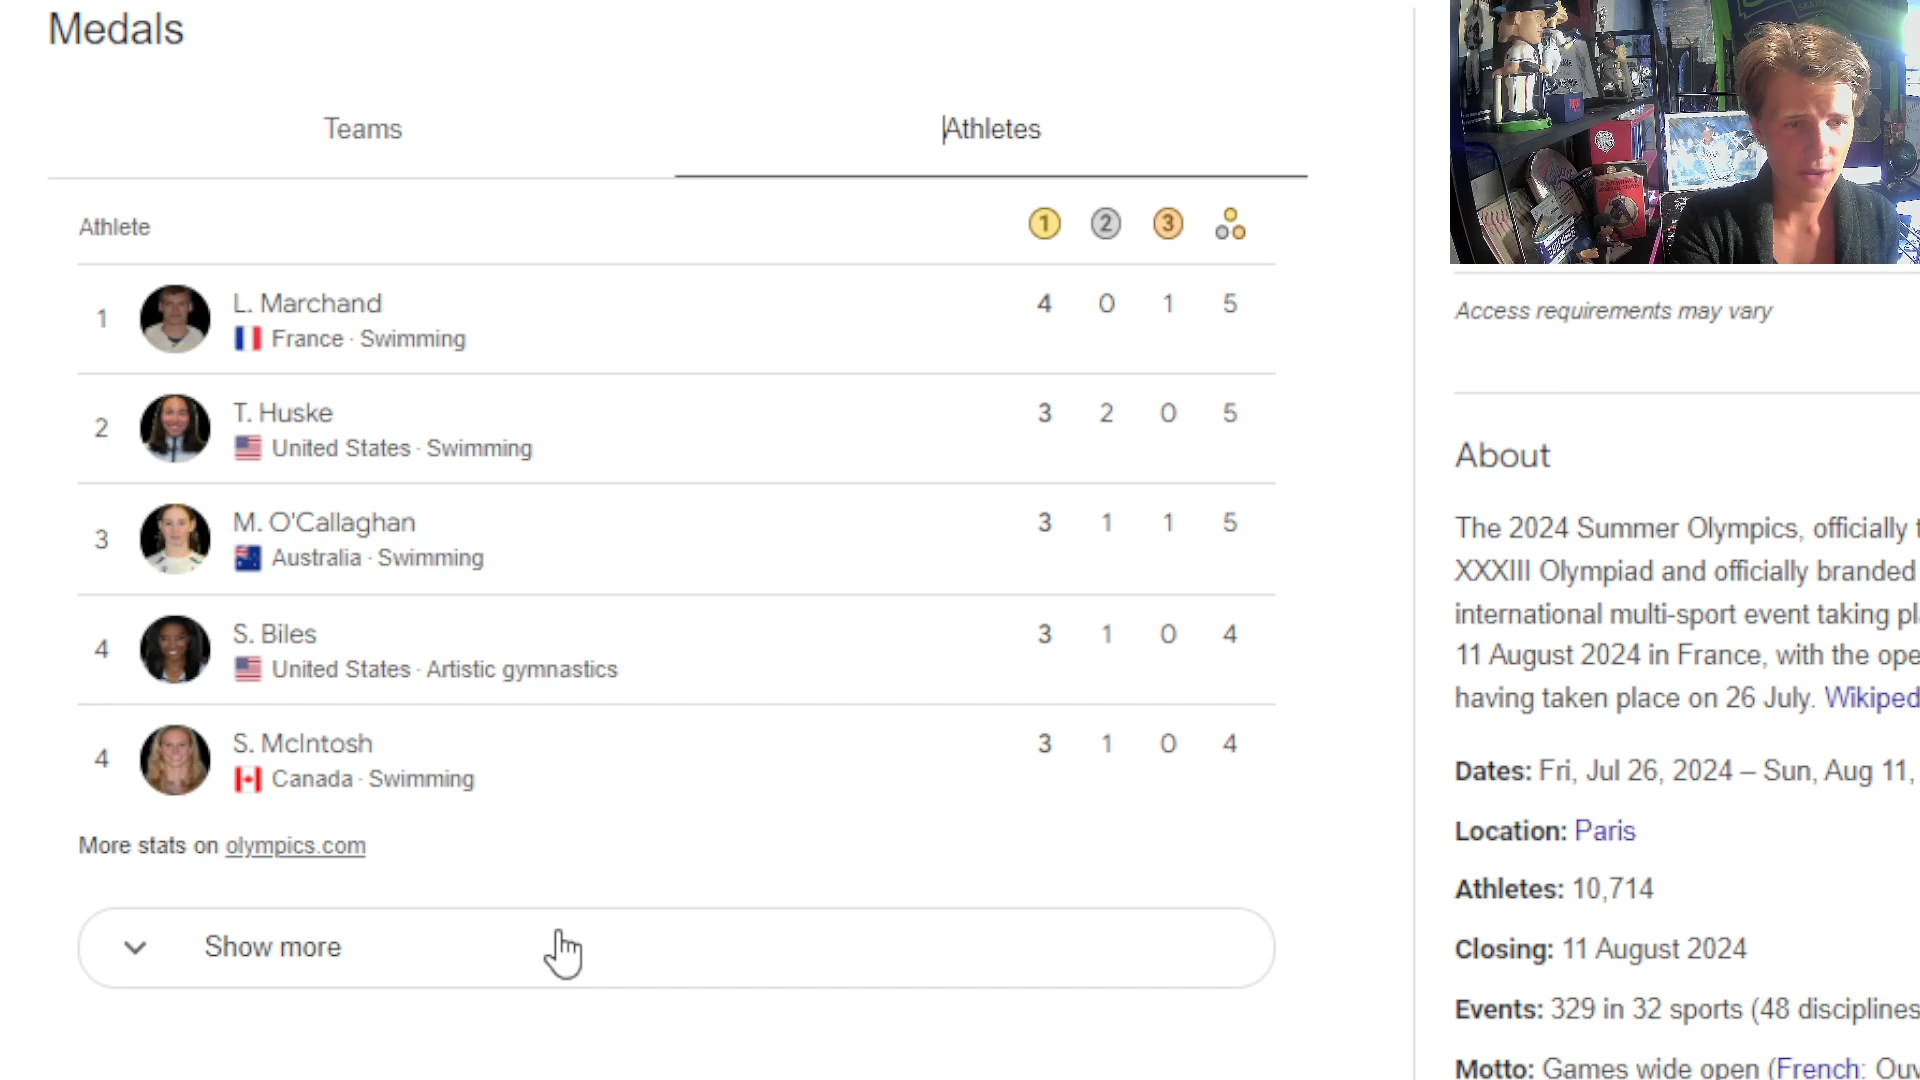 Medals
Teams
Athletes
Athlete
1
2
3
1
L. Marchand
4 0 1 5
France · Swimming
2
T. Huske
3 2 0 5
United States · Swimming
3
M. O'Callaghan
3 1 1 5
Australia · Swimming
4
S. Biles
3 1 0 4
United States · Artistic gymnastics
4
S. McIntosh
3 1 0 4
Canada · Swimming
More stats on olympics.com
Show more
Access requirements may vary
About
The 2024 Summer Olympics, officially t
XXXIII Olympiad and officially branded
international multi-sport event taking pl
11 August 2024 in France, with the ope
having taken place on 26 July. Wikiped
Dates: Fri, Jul 26, 2024 – Sun, Aug 11,
Location: Paris
Athletes: 10,714
Closing: 11 August 2024
Events: 329 in 32 sports (48 disciplines
Motto: Games wide open (French: Ouv